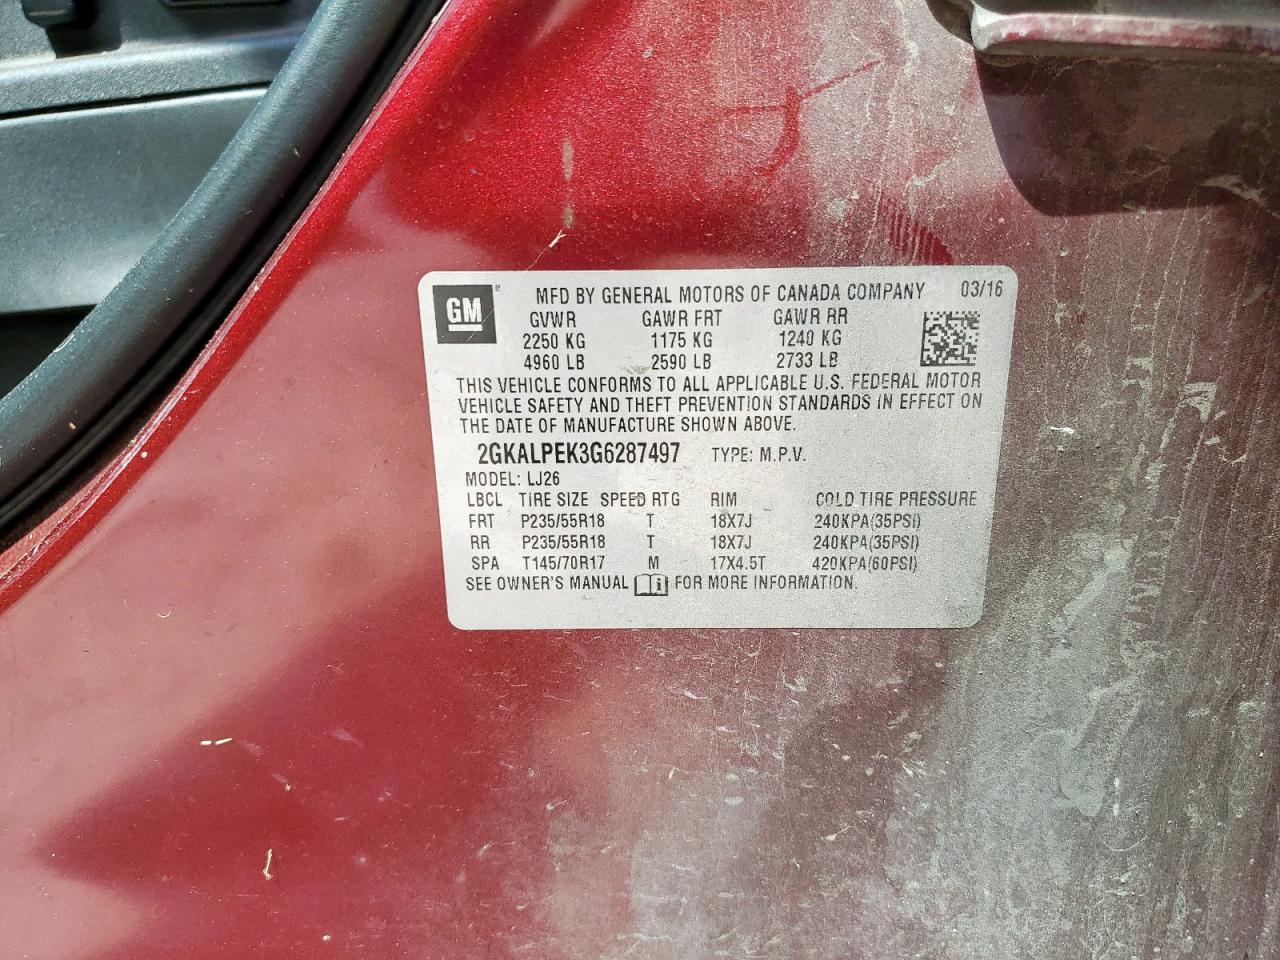 GM ® MFD BY GENERAL MOTORS OF CANADA COMPANY 03/16
GVWR GAWR FRT GAWR RR
2250 KG 1175 KG 1240 KG
4960 LB 2590 LB 2733 LB
THIS VEHICLE CONFORMS TO ALL APPLICABLE U.S. FEDERAL MOTOR
VEHICLE SAFETY AND THEFT PREVENTION STANDARDS IN EFFECT ON
THE DATE OF MANUFACTURE SHOWN ABOVE.
2GKALPEK3G6287497 TYPE: M.P.V.
MODEL: LJ26
LBCL TIRE SIZE SPEED RTG RIM COLD TIRE PRESSURE
FRT P235/55R18 T 18X7J 240KPA(35PSI)
RR P235/55R18 T 18X7J 240KPA(35PSI)
SPA T145/70R17 M 17X4.5T 420KPA(60PSI)
SEE OWNER'S MANUAL i FOR MORE INFORMATION.